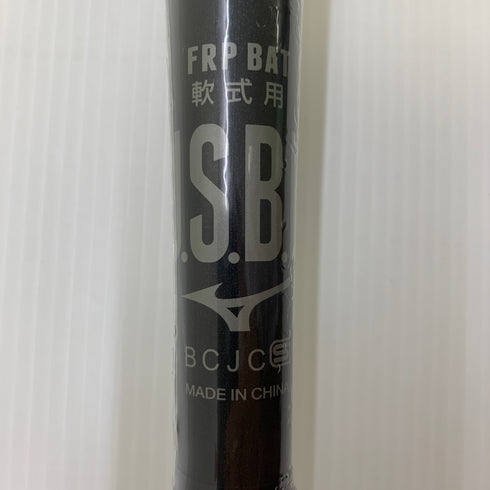 FRP BAT
軟式用
.S.B.
BCJC S
MADE IN CHINA